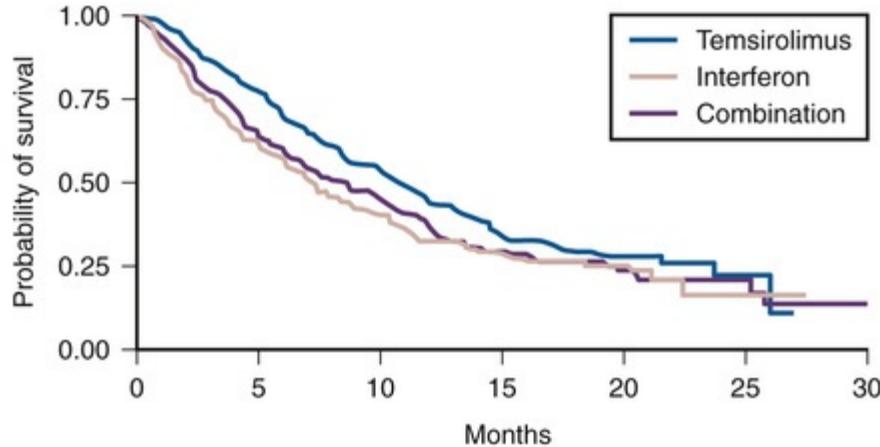 Probability of survival
1.00
0.75
0.50
0.25
0.00
0 5 10 15 20 25 30
Months
Temsirolimus
Interferon
Combination